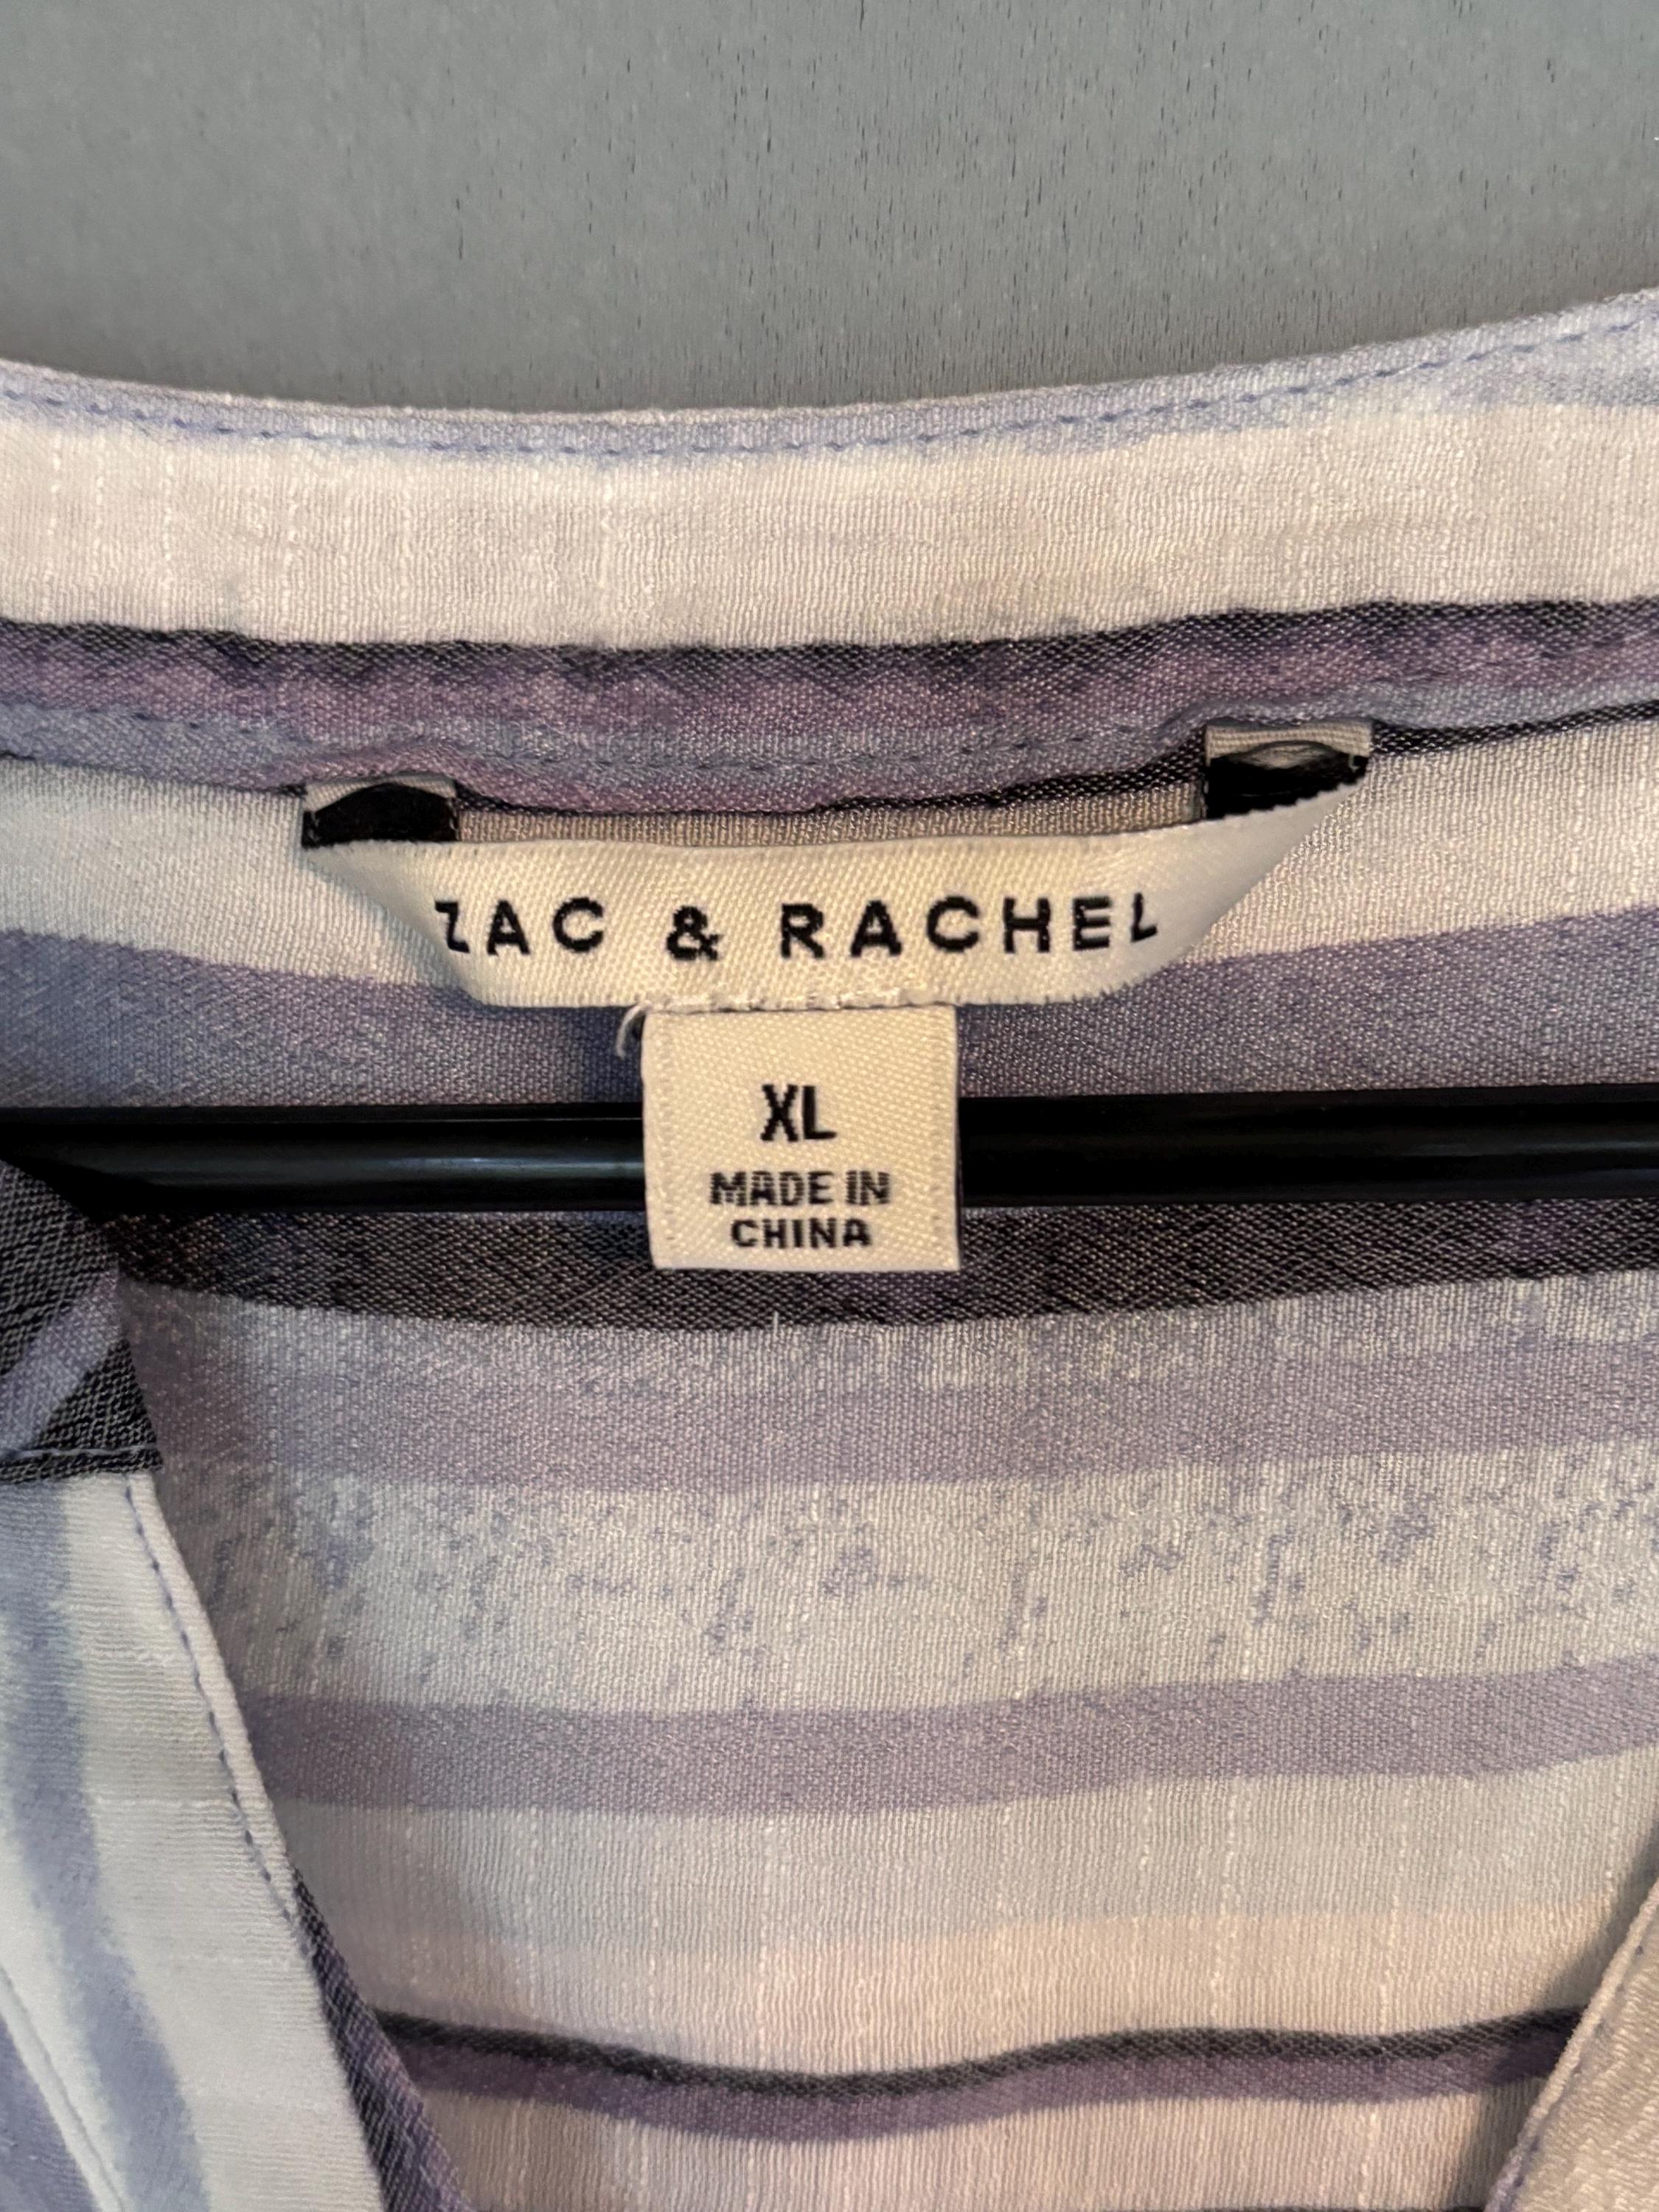 ZAC & RACHEL
XL
MADE IN
CHINA